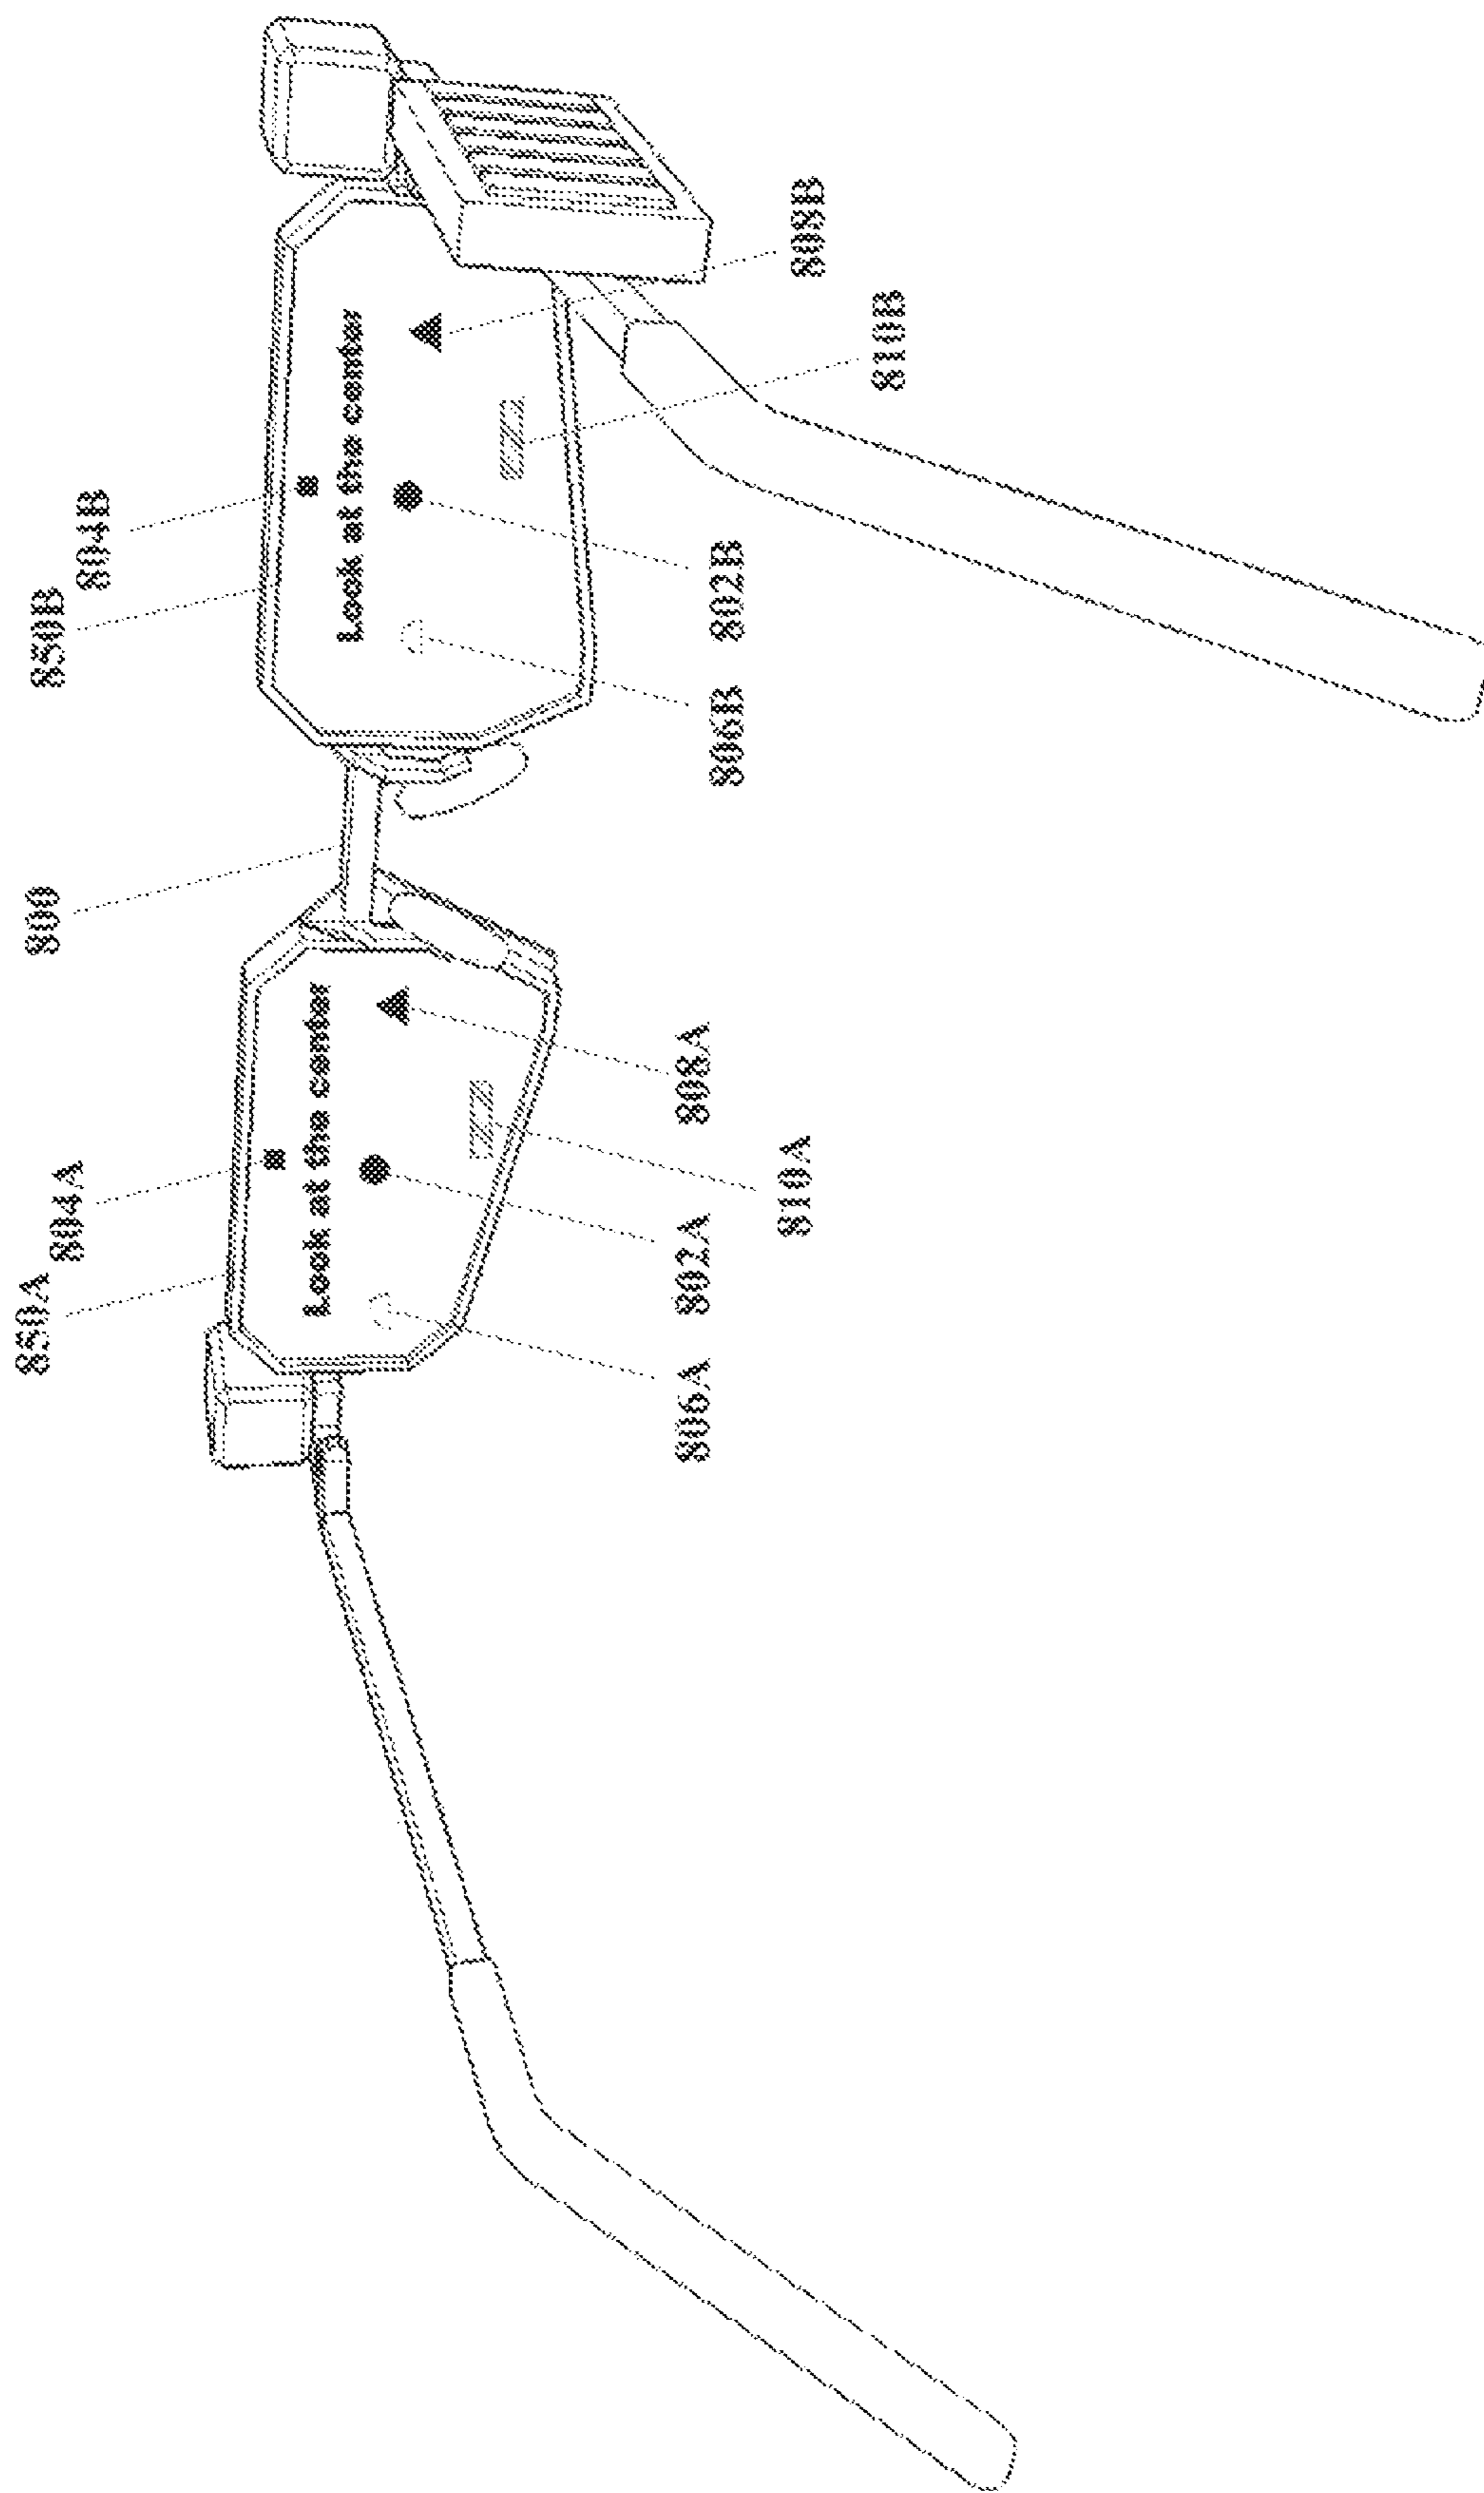 850A
804A
800
850B
804B
Look at the center
Look at the center
806A
802A
808A
806B
802B
808B
810A
810B